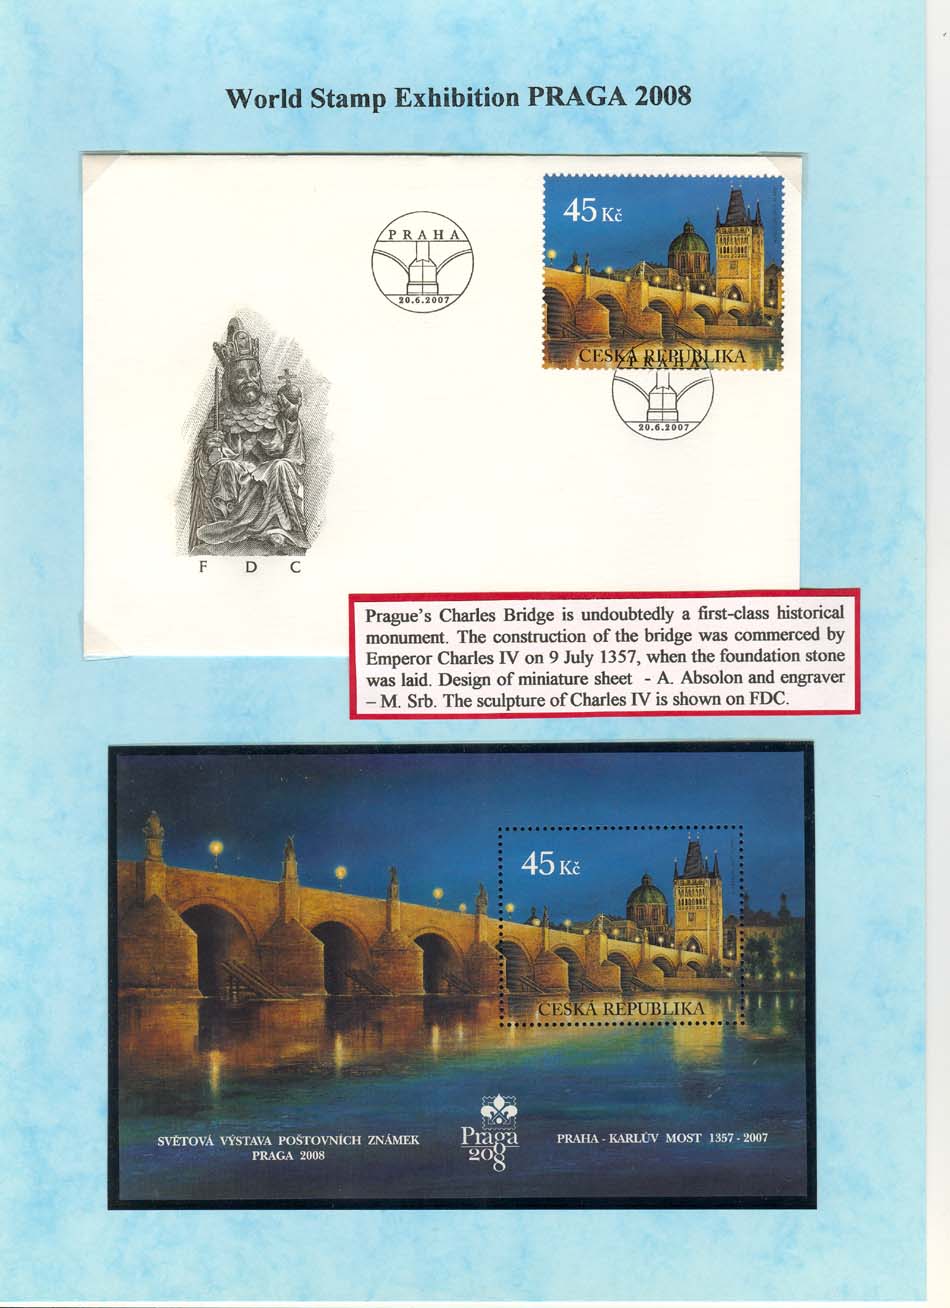 World Stamp Exhibition PRAGA 2008
PRAHA
20.6.2007
45 Kč
ČESKÁ REPUBLIKA
PRAHA
20.6.2007
F D C
Prague's Charles Bridge is undoubtedly a first-class historical
monument. The construction of the bridge was commerced by
Emperor Charles IV on 9 July 1357, when the foundation stone
was laid. Design of miniature sheet - A. Absolon and engraver
– M. Srb. The sculpture of Charles IV is shown on FDC.
45 Kč
ČESKÁ REPUBLIKA
SVĚTOVÁ VÝSTAVA POŠTOVNÍCH ZNÁMEK
PRAGA 2008
Praga
2008
PRAHA - KARLŮV MOST 1357 - 2007